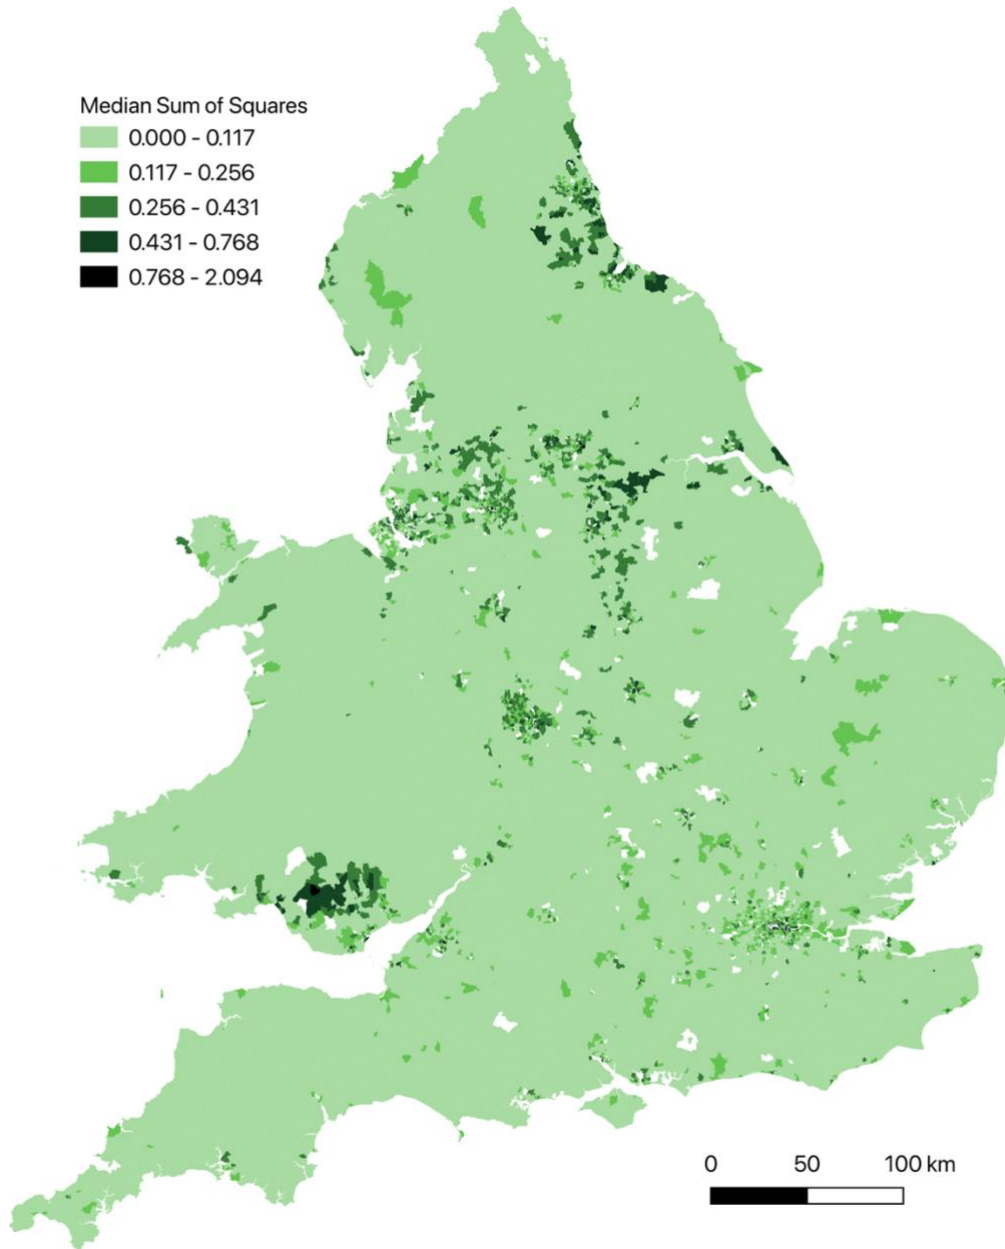 Median Sum of Squares
0.000 - 0.117
0.117 - 0.256
0.256 - 0.431
0.431 - 0.768
0.768 - 2.094
0 50 100 km